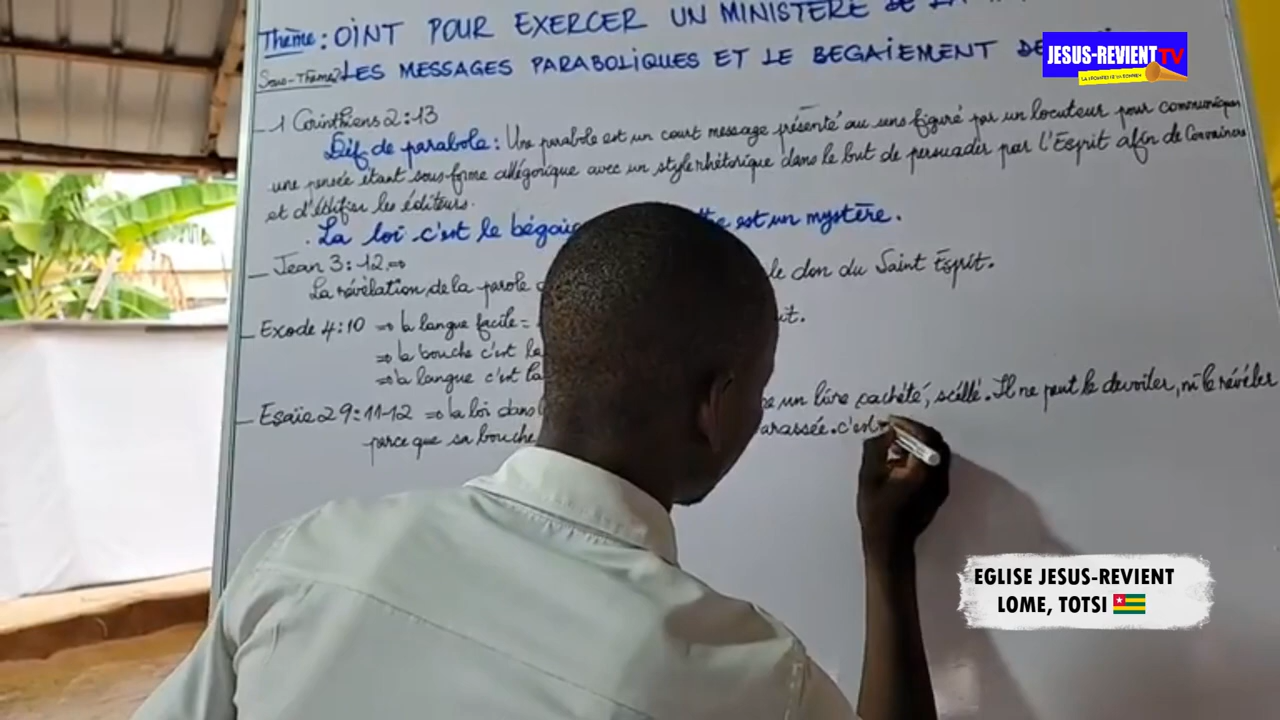 Thème: OINT POUR EXERCER UN MINISTERE DE LA
Sous-Thème: LES MESSAGES PARABOLIQUES ET LE BEGAIEMENT DE
JESUS-REVIENT TV
- 1 Corinthiens 2:13
Déf de parabole: Une parabole est un court message présenté au sens figuré par un locuteur pour communiquer
une pensée étant sous-forme allégorique avec un style rhétorique dans le but de persuader par l'Esprit afin de Convaincre
et d'édifier les éditeurs.
. La loi c'est le est un mystère.
- Jean 3:12 ⇒
La révélation de la parole le don du Saint Esprit.
- Exode 4:10 ⇒ la langue facile =
⇒ la bouche c'est la
⇒ la langue c'est la
- Esaïe 29:11-12 ⇒ la loi dans un livre cachété, scéllé. Il ne peut le devoiler, ni le révéler
parce que sa bouche c'est
EGLISE JESUS-REVIENT
LOME, TOTSI